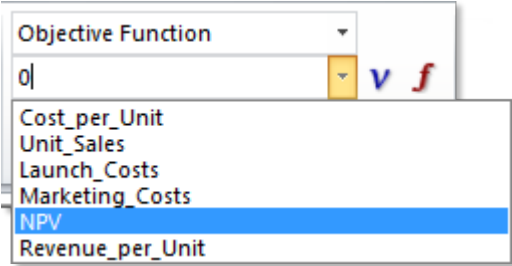 Objective Function
0 v f
Cost_per_Unit
Unit_Sales
Launch_Costs
Marketing_Costs
NPV
Revenue_per_Unit